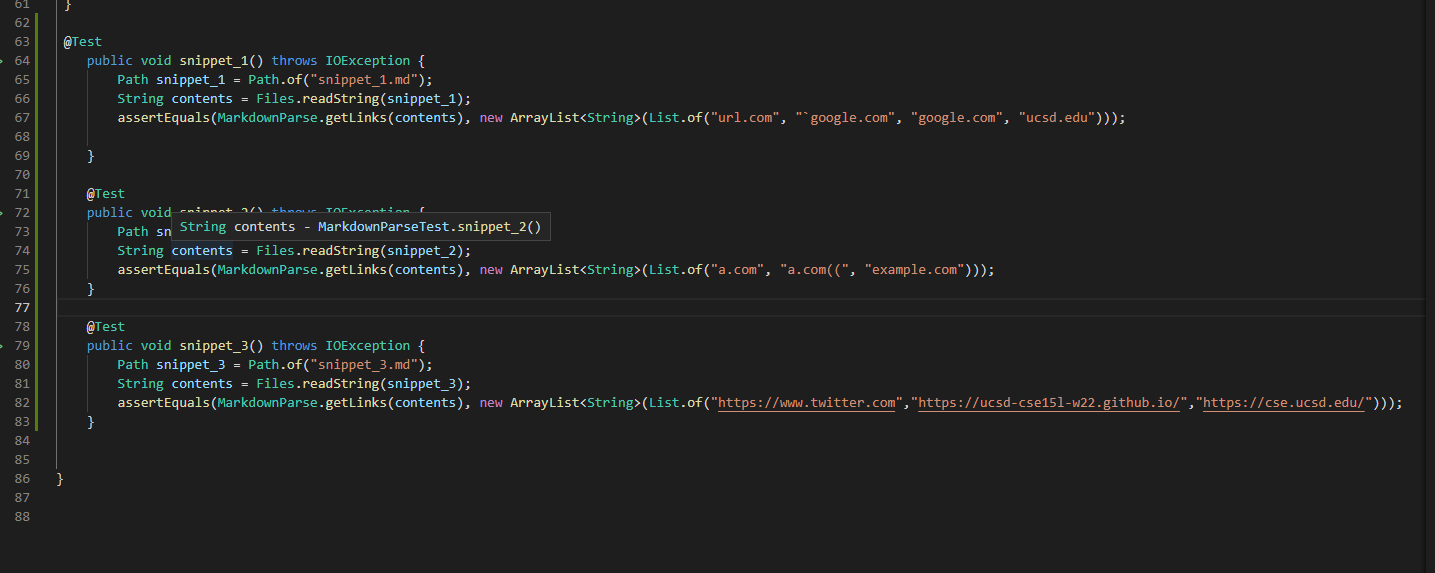 61 }
62
63 @Test
64 public void snippet_1() throws IOException {
65 Path snippet_1 = Path.of("snippet_1.md");
66 String contents = Files.readString(snippet_1);
67 assertEquals(MarkdownParse.getLinks(contents), new ArrayList<String>(List.of("url.com", "`google.com", "google.com", "ucsd.edu")));
68
69 }
70
71 @Test
72 public void snippet_2() throws IOException {
String contents - MarkdownParseTest.snippet_2()
73 Path sn
74 String contents = Files.readString(snippet_2);
75 assertEquals(MarkdownParse.getLinks(contents), new ArrayList<String>(List.of("a.com", "a.com((", "example.com")));
76 }
77
78 @Test
79 public void snippet_3() throws IOException {
80 Path snippet_3 = Path.of("snippet_3.md");
81 String contents = Files.readString(snippet_3);
82 assertEquals(MarkdownParse.getLinks(contents), new ArrayList<String>(List.of("https://www.twitter.com","https://ucsd-cse15l-w22.github.io/","https://cse.ucsd.edu/")));
83 }
84
85
86 }
87
88